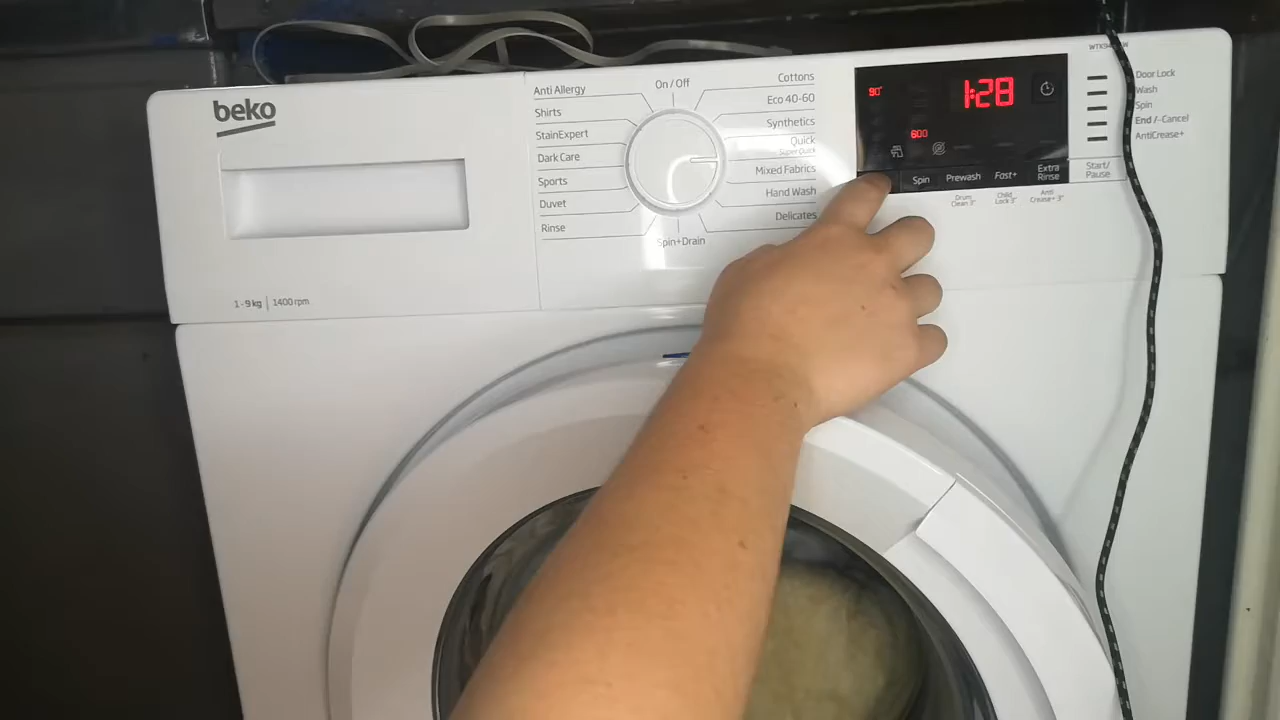 beko
1-9 kg | 1400 rpm
Anti Allergy
Shirts
StainExpert
Dark Care
Sports
Duvet
Rinse
On / Off
Spin+Drain
Cottons
Eco 40-60
Synthetics
Quick
Super Quick
Mixed Fabrics
Hand Wash
Delicates
90°
1:28
600
Spin
Prewash
Fast+
Extra
Rinse
Drum
Clean 3"
Child
Lock 3"
Anti
Crease+ 3"
Start/
Pause
Door Lock
Wash
Spin
End / -Cancel
AntiCrease+